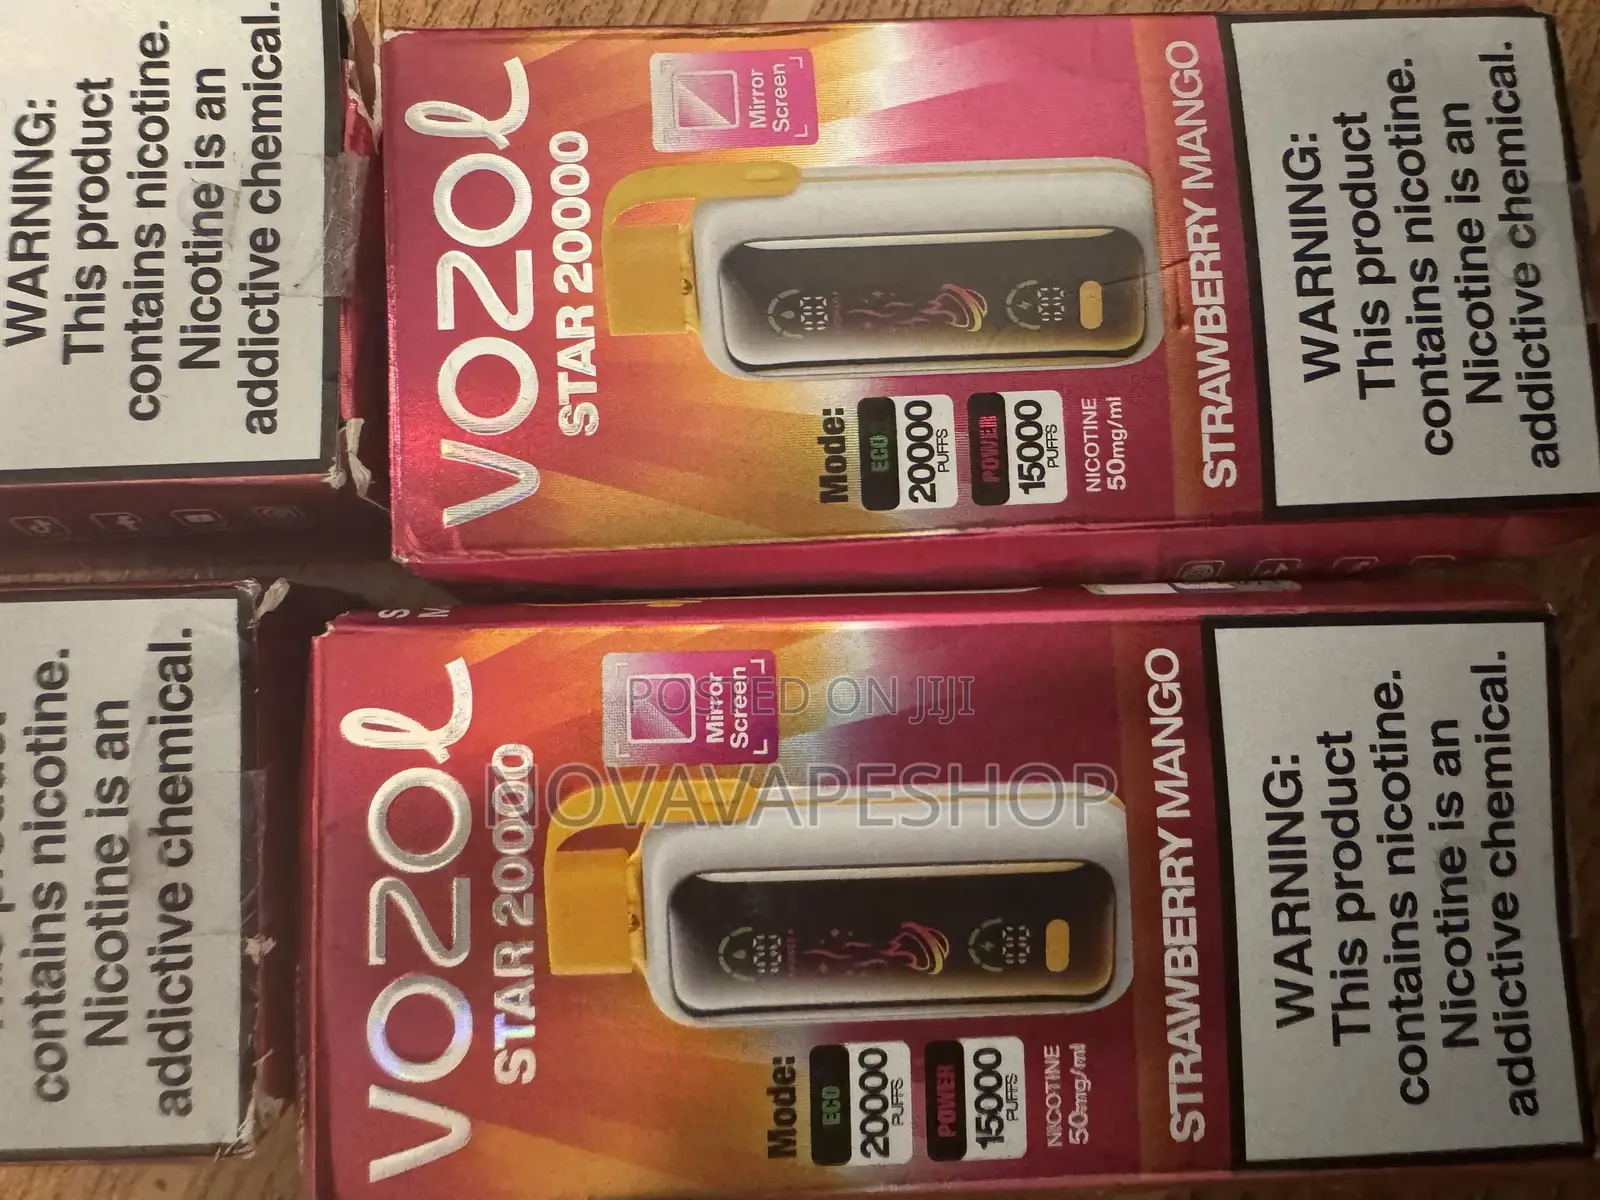 WARNING:
This product
contains nicotine.
Nicotine is an
addictive chemical.
VOZOL
STAR 20000
Mirror
Screen
Mode:
ECO
20000
PUFFS
POWER
15000
PUFFS
NICOTINE
50mg/ml
STRAWBERRY MANGO
WARNING:
This product
contains nicotine.
Nicotine is an
addictive chemical.
contains nicotine.
Nicotine is an
addictive chemical.
VOZOL
STAR 20000
Mirror
Screen
Mode:
ECO
20000
PUFFS
POWER
15000
PUFFS
NICOTINE
50mg/ml
STRAWBERRY MANGO
WARNING:
This product
contains nicotine.
Nicotine is an
addictive chemical.
POSTED ON JIJI
NOVAVAPESHOP